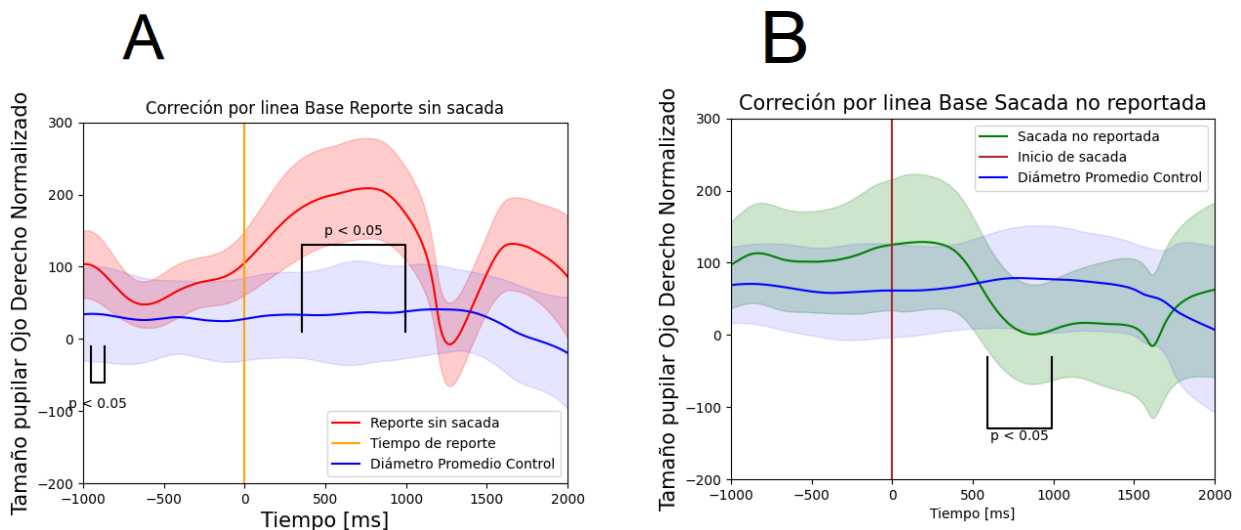 A
B
Correción por linea Base Reporte sin sacada
Tamaño pupilar Ojo Derecho Normalizado
300
200
100
0
−100
−200
p < 0.05
p < 0.05
Reporte sin sacada
Tiempo de reporte
Diámetro Promedio Control
−1000
−500
0
500
1000
1500
2000
Tiempo [ms]
Correción por linea Base Sacada no reportada
Tamaño pupilar Ojo Derecho Normalizado
300
200
100
0
−100
−200
Sacada no reportada
Inicio de sacada
Diámetro Promedio Control
p < 0.05
−1000
−500
0
500
1000
1500
2000
Tiempo [ms]